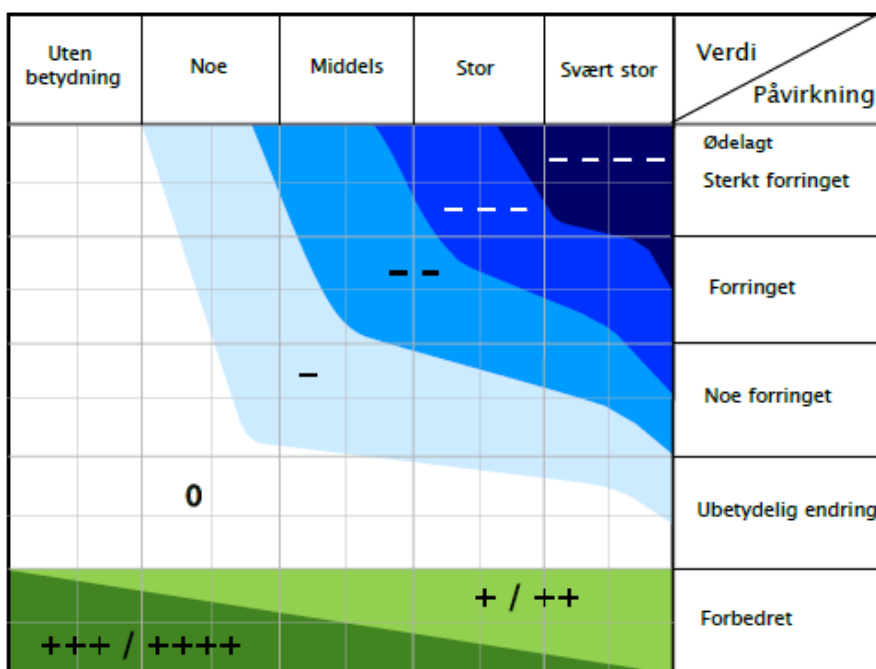 Uten
betydning
Noe
Middels
Stor
Svært stor
Verdi
Påvirkning
Ødelagt
Sterkt forringet
– – – –
– – –
– –
Forringet
–
Noe forringet
0
Ubetydelig endring
+ / ++
+++ / ++++
Forbedret